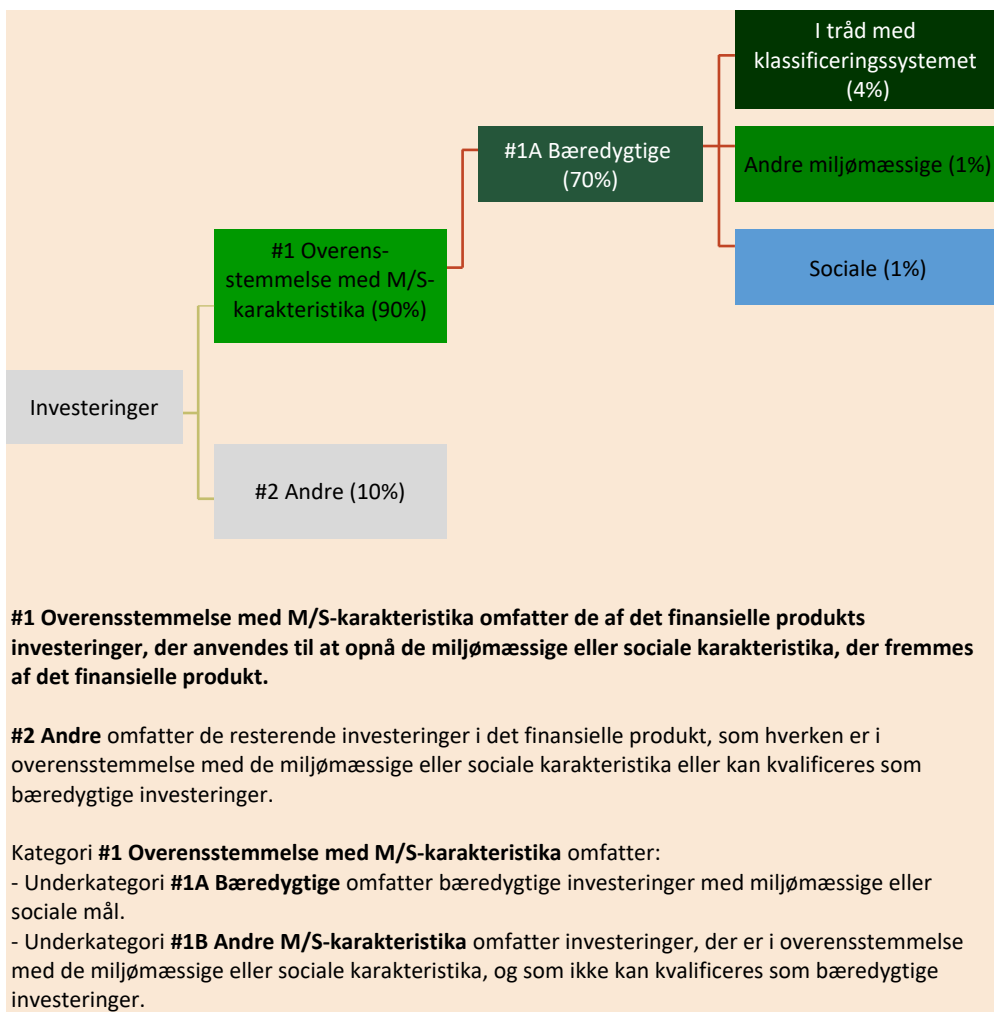 I tråd med
klassificeringssystemet
(4%)
#1A Bæredygtige
(70%)
Andre miljømæssige (1%)
#1 Overens-
stemmelse med M/S-
karakteristika (90%)
Sociale (1%)
Investeringer
#2 Andre (10%)
#1 Overensstemmelse med M/S-karakteristika omfatter de af det finansielle produkts
investeringer, der anvendes til at opnå de miljømæssige eller sociale karakteristika, der fremmes
af det finansielle produkt.
#2 Andre omfatter de resterende investeringer i det finansielle produkt, som hverken er i
overensstemmelse med de miljømæssige eller sociale karakteristika eller kan kvalificeres som
bæredygtige investeringer.
Kategori #1 Overensstemmelse med M/S-karakteristika omfatter:
- Underkategori #1A Bæredygtige omfatter bæredygtige investeringer med miljømæssige eller
sociale mål.
- Underkategori #1B Andre M/S-karakteristika omfatter investeringer, der er i overensstemmelse
med de miljømæssige eller sociale karakteristika, og som ikke kan kvalificeres som bæredygtige
investeringer.